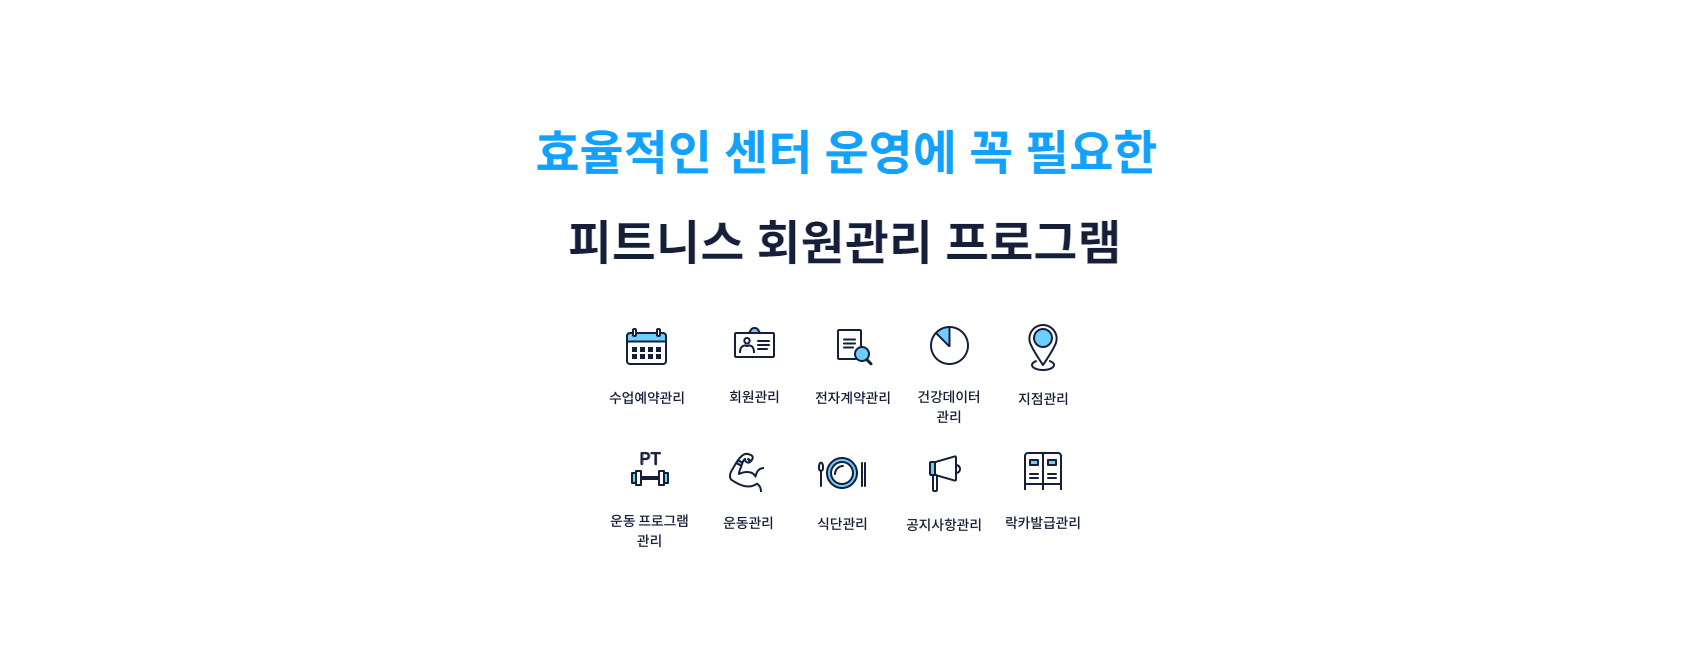 효율적인 센터 운영에 꼭 필요한
피트니스 회원관리 프로그램
수업예약관리
회원관리
전자계약관리
건강데이터
관리
지점관리
PT
운동 프로그램
관리
운동관리
식단관리
공지사항관리
락카발급관리